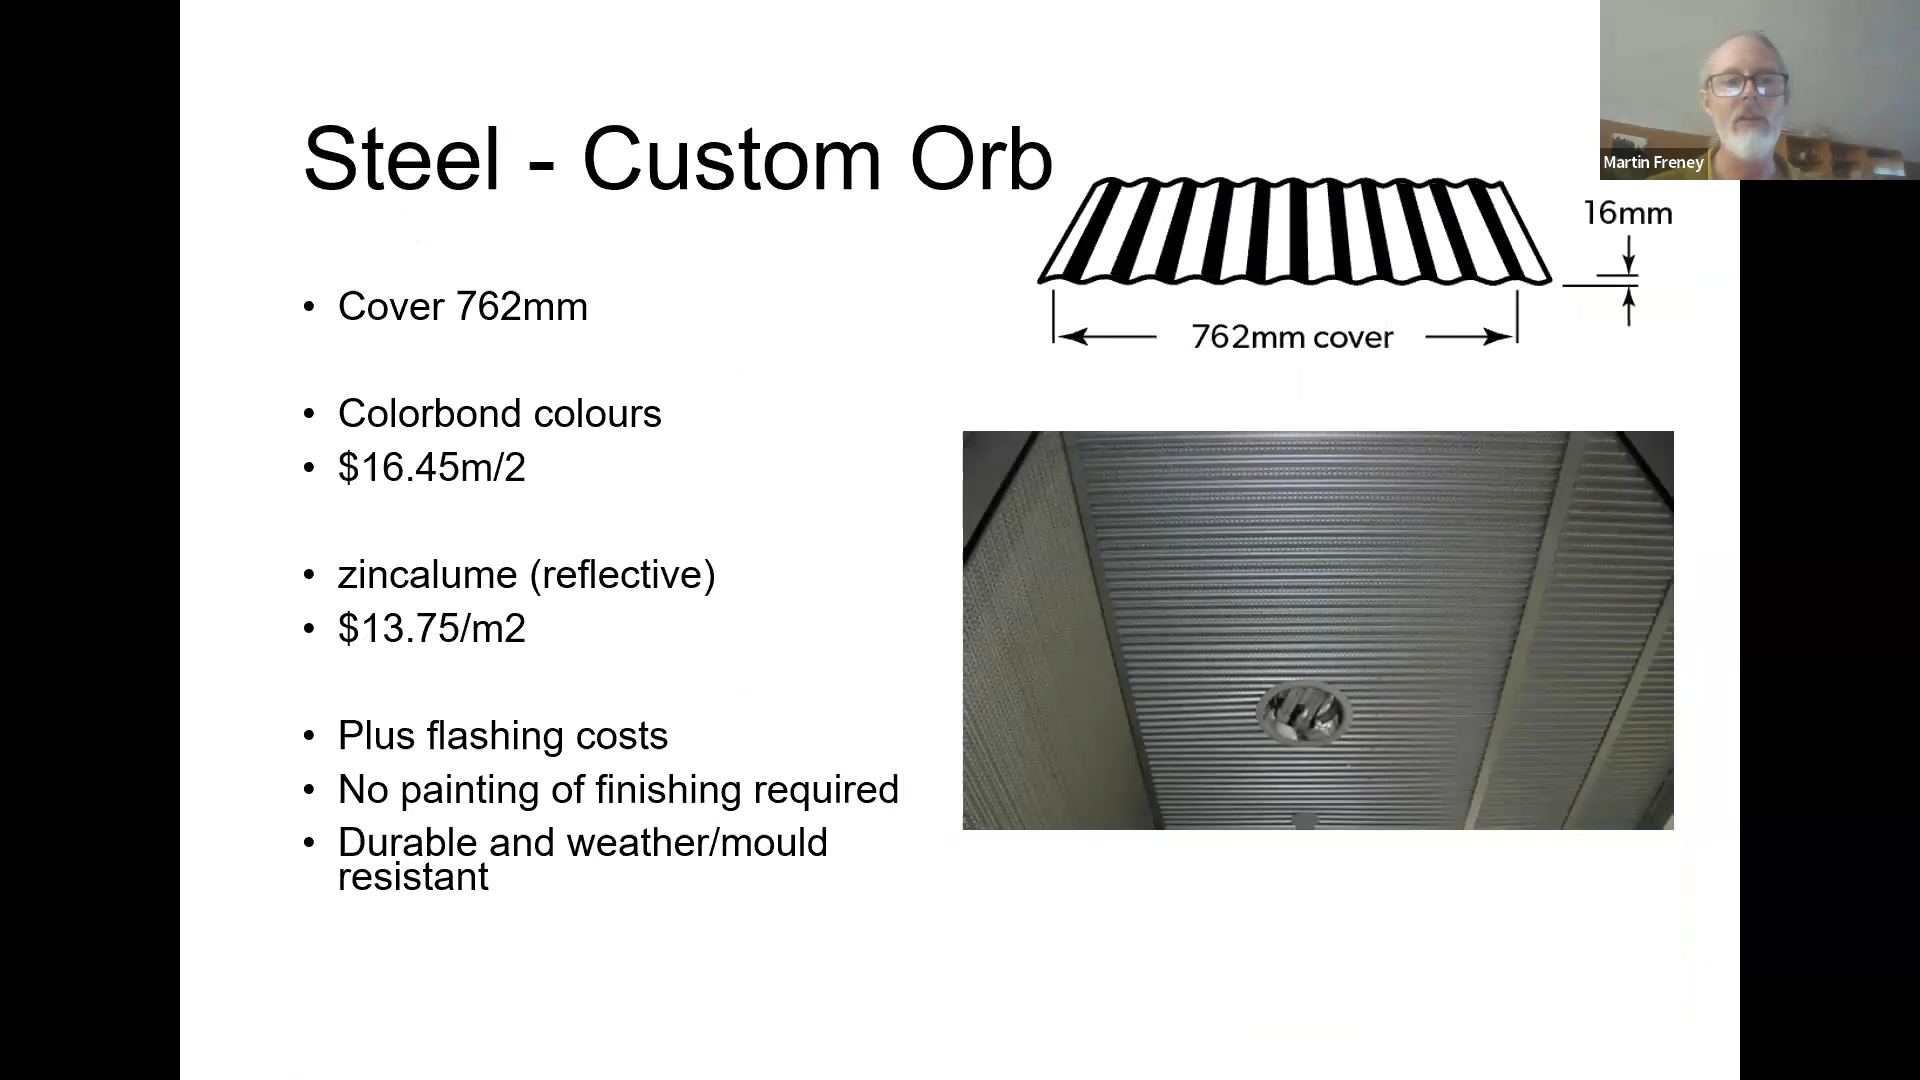 Martin Freney
Steel - Custom Orb
16mm
762mm cover
• Cover 762mm
• Colorbond colours
• $16.45m/2
• zincalume (reflective)
• $13.75/m2
• Plus flashing costs
• No painting of finishing required
• Durable and weather/mould
resistant